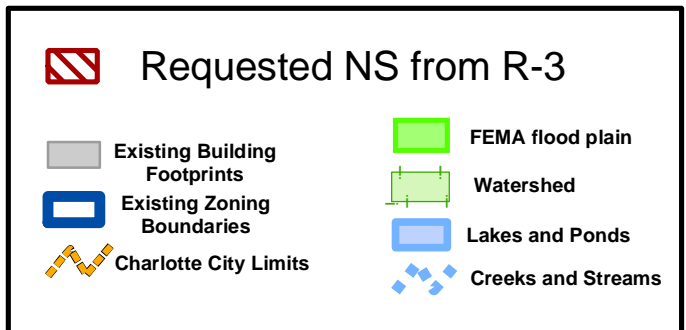 Requested NS from R-3
Existing Building
Footprints
Existing Zoning
Boundaries
Charlotte City Limits
FEMA flood plain
Watershed
Lakes and Ponds
Creeks and Streams